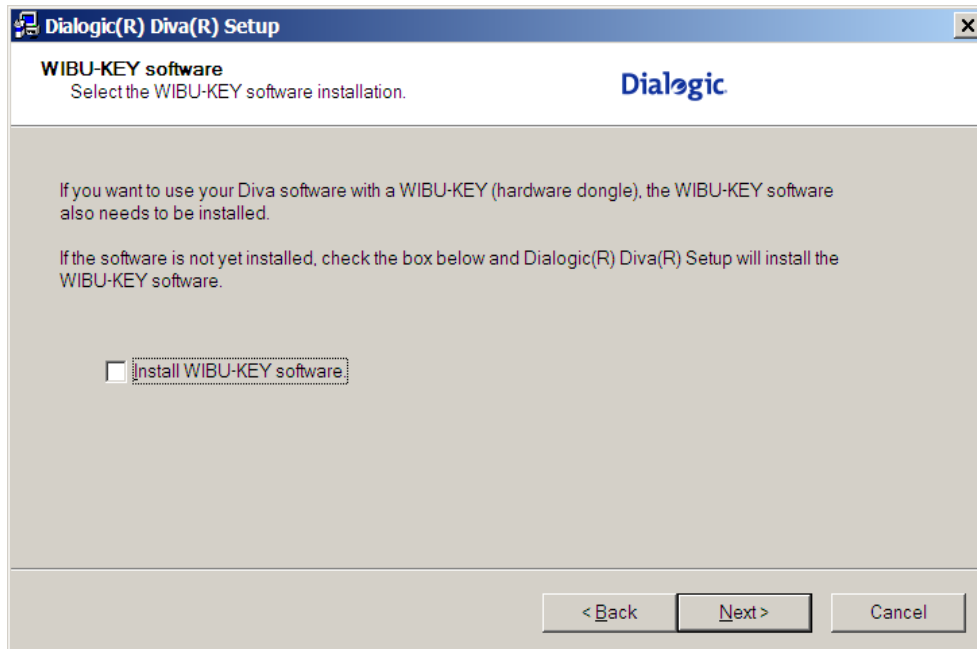 Dialogic(R) Diva(R) Setup
WIBU-KEY software
Select the WIBU-KEY software installation.
Dialogic
If you want to use your Diva software with a WIBU-KEY (hardware dongle), the WIBU-KEY software
also needs to be installed.
If the software is not yet installed, check the box below and Dialogic(R) Diva(R) Setup will install the
WIBU-KEY software.
Install WIBU-KEY software.
< Back Next > Cancel